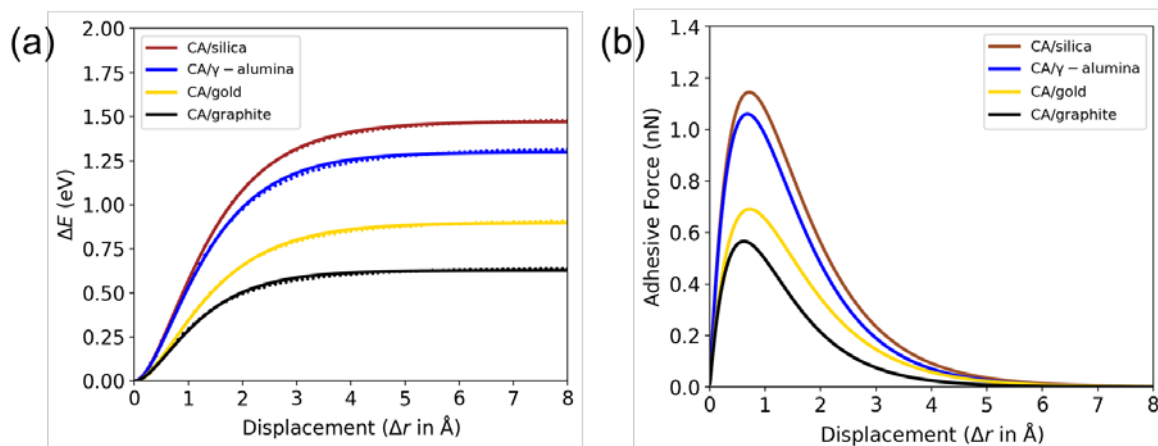 (a)
2.00
1.75
1.50
1.25
1.00
0.75
0.50
0.25
0.00
ΔE (eV)
CA/silica
CA/γ − alumina
CA/gold
CA/graphite
0 1 2 3 4 5 6 7 8
Displacement (Δr in Å)
(b)
1.4
1.2
1.0
0.8
0.6
0.4
0.2
0.0
Adhesive Force (nN)
CA/silica
CA/γ − alumina
CA/gold
CA/graphite
0 1 2 3 4 5 6 7 8
Displacement (Δr in Å)